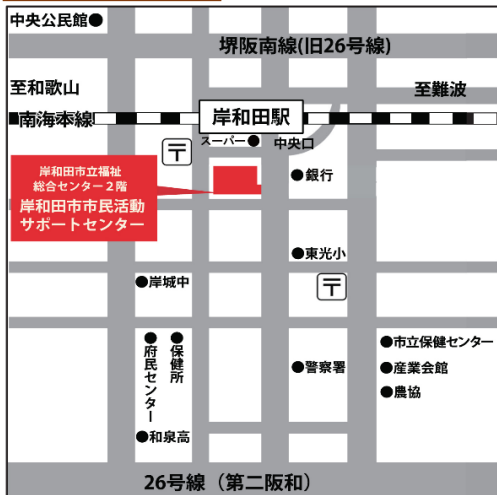 中央公民館●
堺阪南線(旧26号線)
至和歌山
至難波
南海本線
岸和田駅
スーパー●
中央口
〒
岸和田市立福祉
総合センター２階
岸和田市市民活動
サポートセンター
●銀行
●東光小
〒
●岸城中
●保健所
●府民センター
●和泉高
●警察署
●市立保健センター
●産業会館
●農協
26号線（第二阪和）